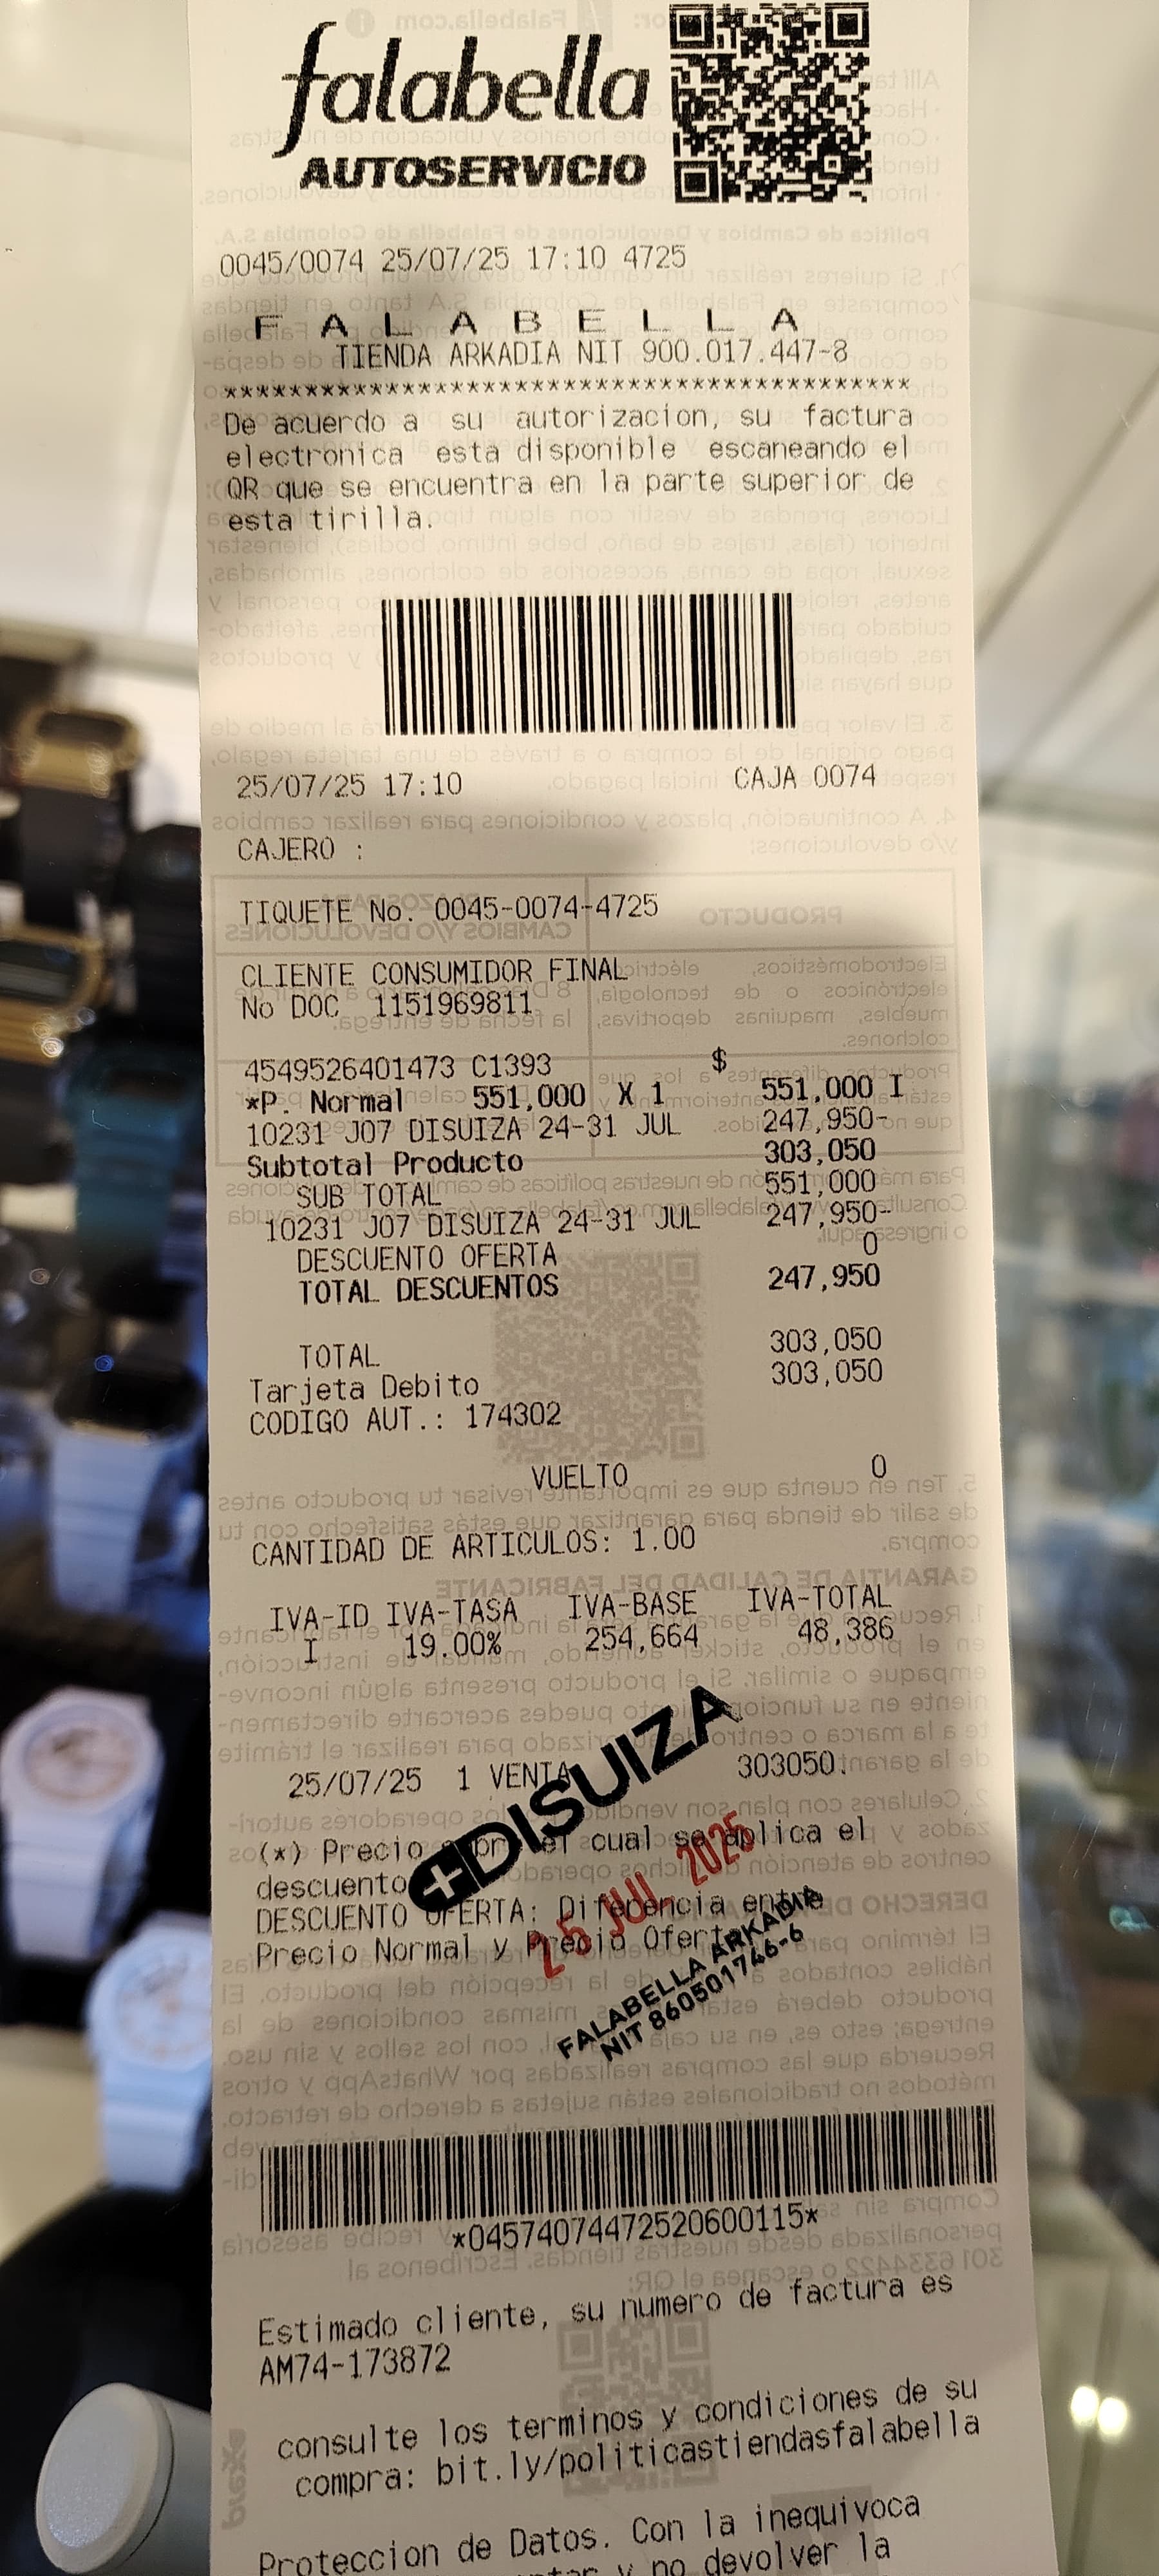 falabella
AUTOSERVICIO
0045/0074 25/07/25 17:10 4725
F A L A B E L L A
TIENDA ARKADIA NIT 900.017.447-8
*******************************************
De acuerdo a su autorizacion, su factura
electronica esta disponible escaneando el
QR que se encuentra en la parte superior de
esta tirilla.
25/07/25 17:10 CAJA 0074
CAJERO :
TIQUETE No. 0045-0074-4725
CLIENTE CONSUMIDOR FINAL
No DOC 1151969811
4549526401473 C1393 $
*P. Normal 551,000 X 1 551,000 I
10231 J07 DISUIZA 24-31 JUL 247,950-
Subtotal Producto 303,050
SUB TOTAL 551,000
10231 J07 DISUIZA 24-31 JUL 247,950-
DESCUENTO OFERTA 0
TOTAL DESCUENTOS 247,950
TOTAL 303,050
Tarjeta Debito 303,050
CODIGO AUT.: 174302
VUELTO 0
CANTIDAD DE ARTICULOS: 1.00
IVA-ID IVA-TASA IVA-BASE IVA-TOTAL
I 19.00% 254,664 48,386
25/07/25 1 VENTA 303050.
(*) Precio sobre el cual se aplica el
descuento
DESCUENTO OFERTA: Diferencia entre
Precio Normal y Precio Oferta
DISUIZA
25 JUL 2025
FALABELLA ARKADIA
NIT 860501746-6
*04574074472520600115*
Estimado cliente, su numero de factura es
AM74-173872
consulte los terminos y condiciones de su
compra: bit.ly/politicastiendasfalabella
Proteccion de Datos. Con la inequivoca
y no devolver la